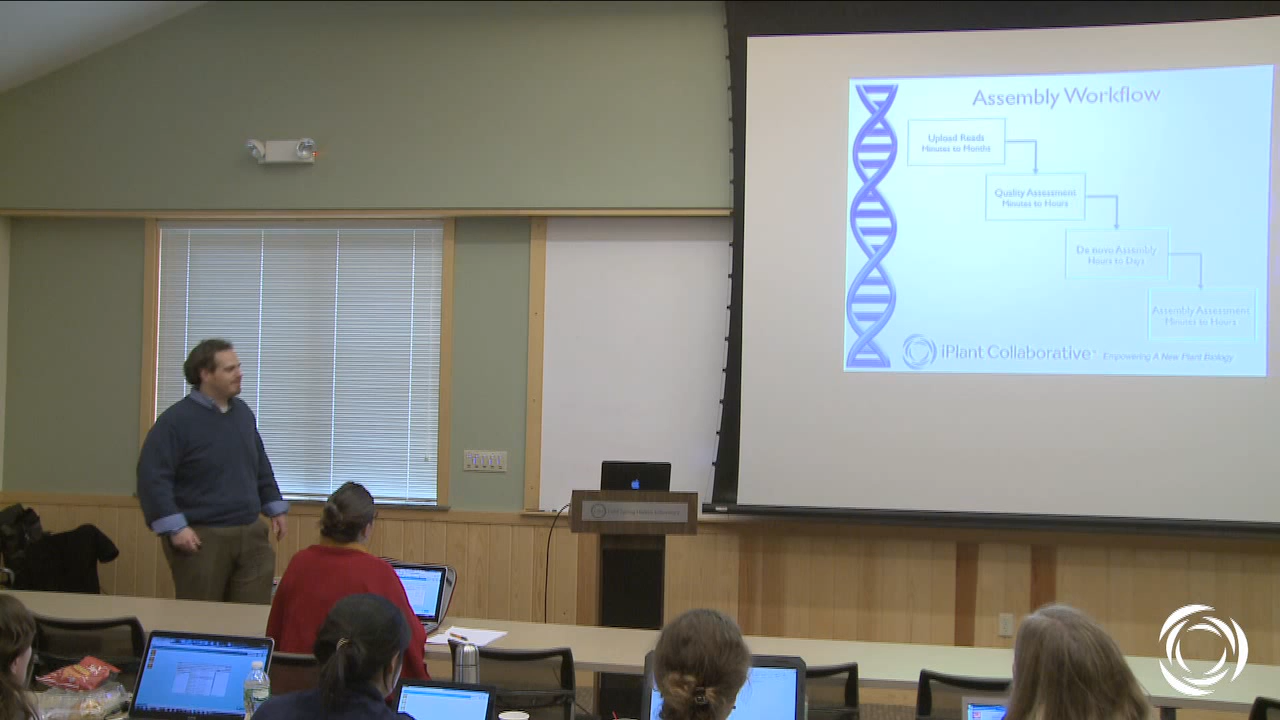 Assembly Workflow
Upload Reads
Minutes to Months
Quality Assessment
Minutes to Hours
De novo Assembly
Hours to Days
Assembly Assessment
Minutes to Hours
iPlant Collaborative™ Empowering A New Plant Biology